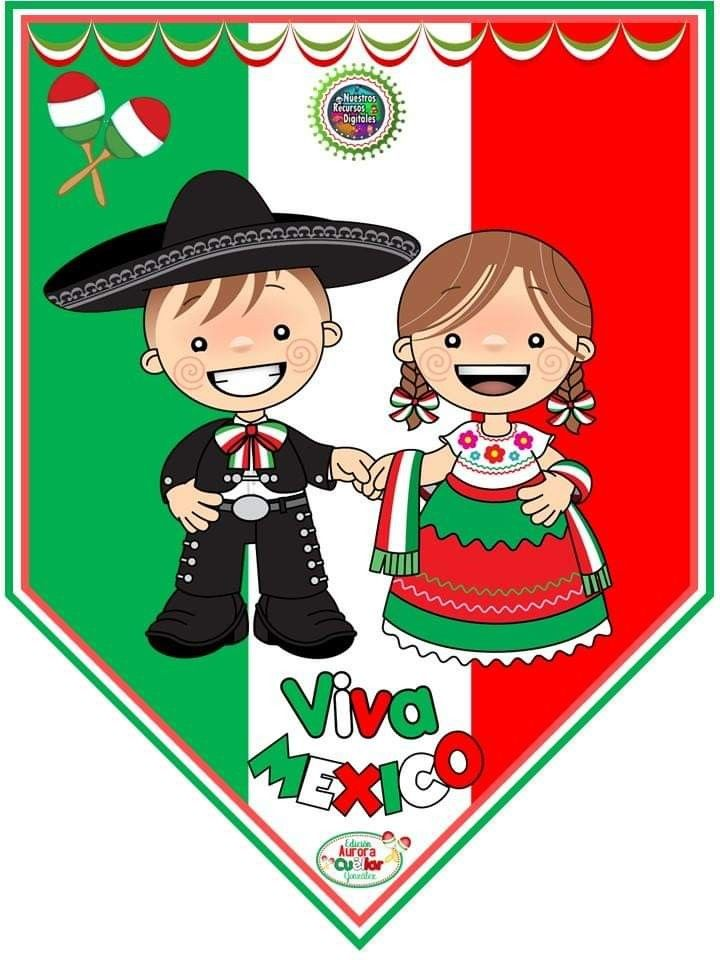 Nuestros
Recursos
Digitales
Viva
MEXICO
Edición
AURORA
Cuéllar
González